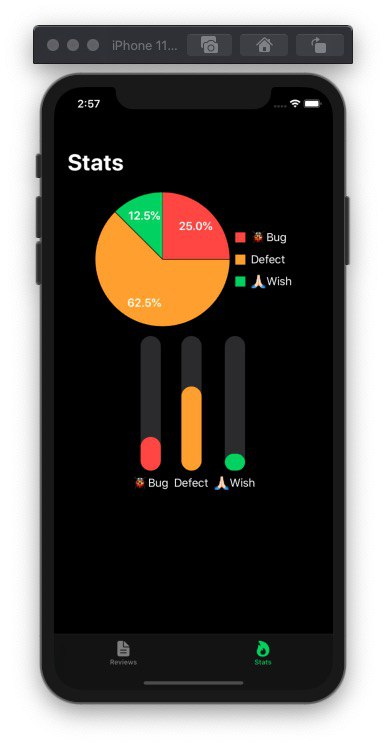 iPhone 11...
2:57
Stats
12.5%
25.0%
62.5%
Bug
Defect
Wish
Bug Defect Wish
Reviews Stats